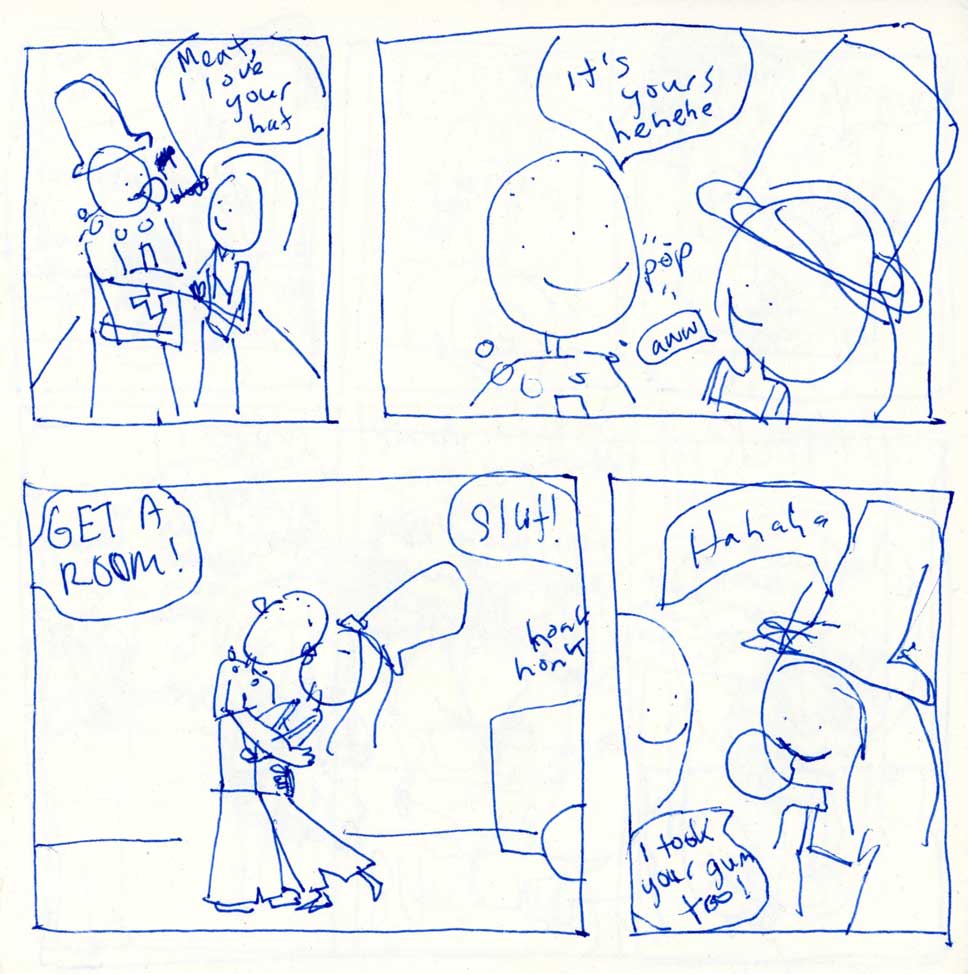 Meat,
I love
your
hat
It's
yours
hehehe
pop
aww
GET A
ROOM!
Slut!
honk
honk
Hahaha
I took
your gum
too!